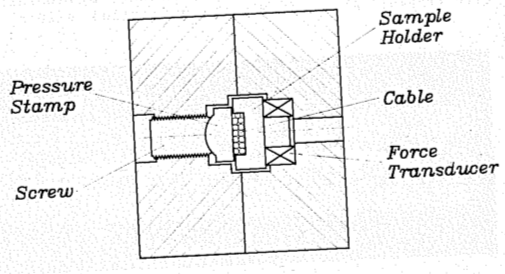 Sample
Holder
Pressure
Stamp
Cable
Force
Transducer
Screw